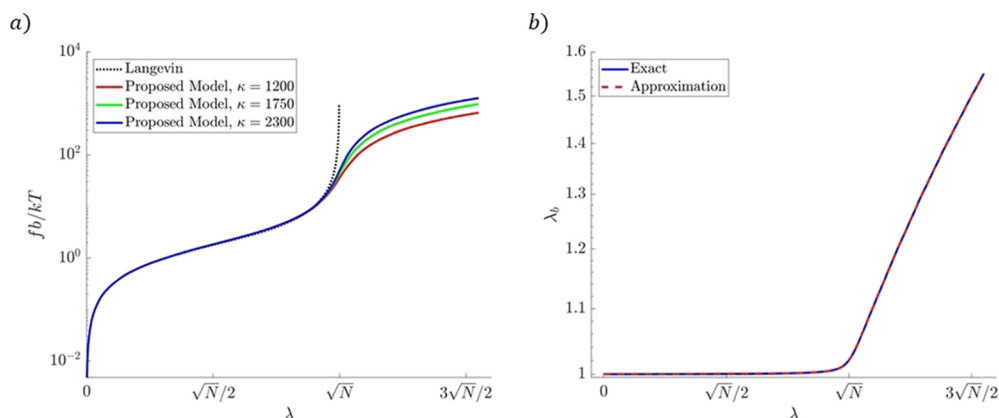 a)
10^4
10^2
10^0
10^{-2}
fb/kT
Langevin
Proposed Model, κ = 1200
Proposed Model, κ = 1750
Proposed Model, κ = 2300
0
√N/2
√N
3√N/2
λ
b)
1.6
1.5
1.4
1.3
1.2
1.1
1
λ_b
Exact
Approximation
0
√N/2
√N
3√N/2
λ